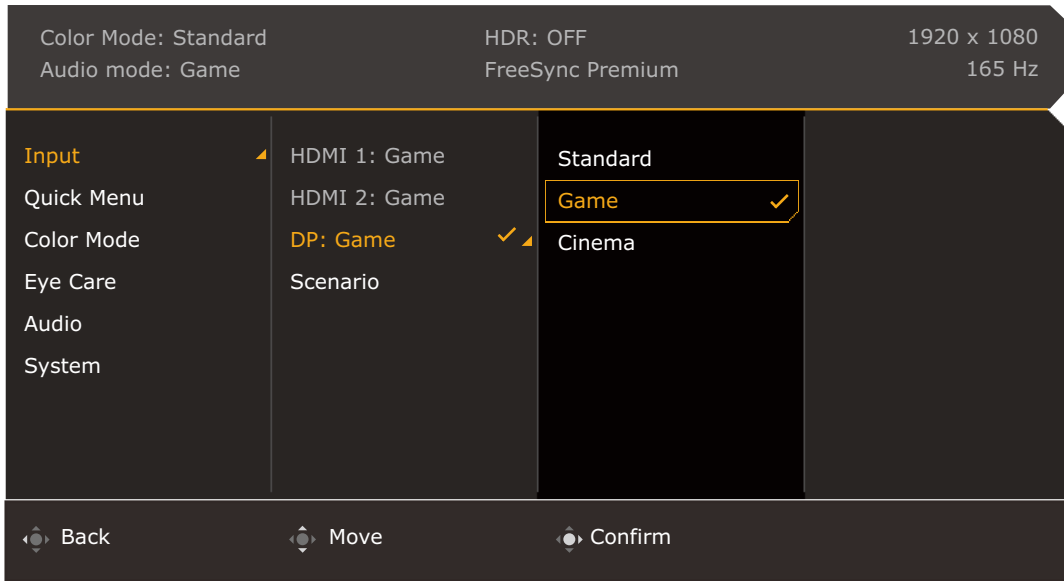 Color Mode: Standard
HDR: OFF
1920 x 1080
Audio mode: Game
FreeSync Premium
165 Hz
Input
Quick Menu
Color Mode
Eye Care
Audio
System
HDMI 1: Game
HDMI 2: Game
DP: Game
Scenario
Standard
Game
Cinema
Back
Move
Confirm